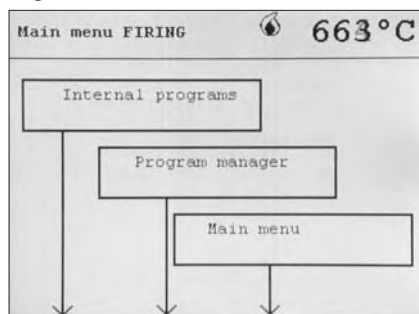 Main menu FIRING 663°C
Internal programs
Program manager
Main menu